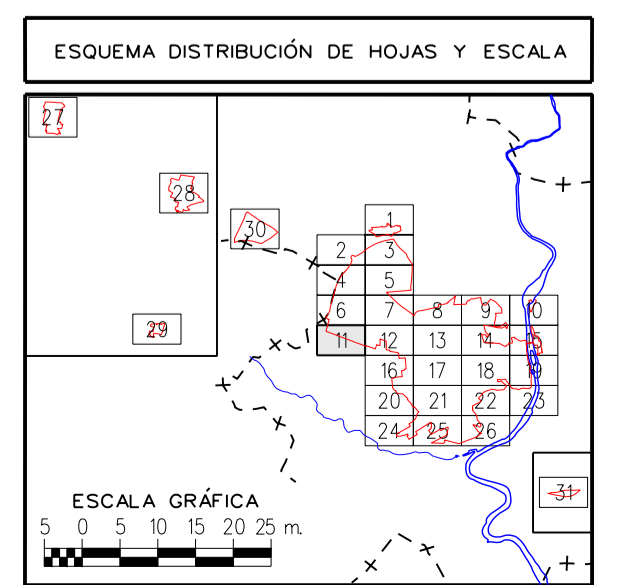 ESQUEMA DISTRIBUCIÓN DE HOJAS Y ESCALA
27
28
30
29
1
2 3
4 5
6 7 8 9 10
11 12 13 14 15
16 17 18 19
20 21 22 23
24 25 26
31
ESCALA GRÁFICA
5 0 5 10 15 20 25 m.